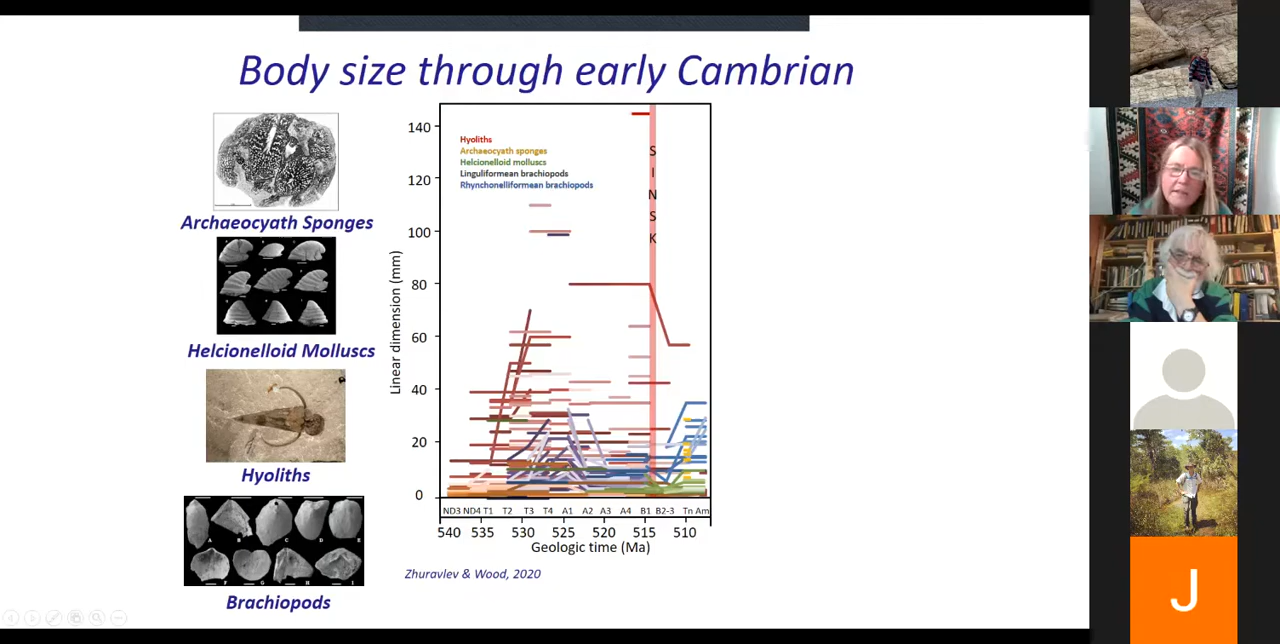 Body size through early Cambrian
Archaeocyath Sponges
Helcionelloid Molluscs
Hyoliths
Brachiopods
Linear dimension (mm)
140
120
100
80
60
40
20
0
Hyoliths
Archaeocyath sponges
Helcionelloid molluscs
Linguliformean brachiopods
Rhynchonelliformean brachiopods
S
I
N
S
K
ND3 ND4 T1 T2 T3 T4 A1 A2 A3 A4 B1 B2-3 Tn Am
540 535 530 525 520 515 510
Geologic time (Ma)
Zhuravlev & Wood, 2020
J